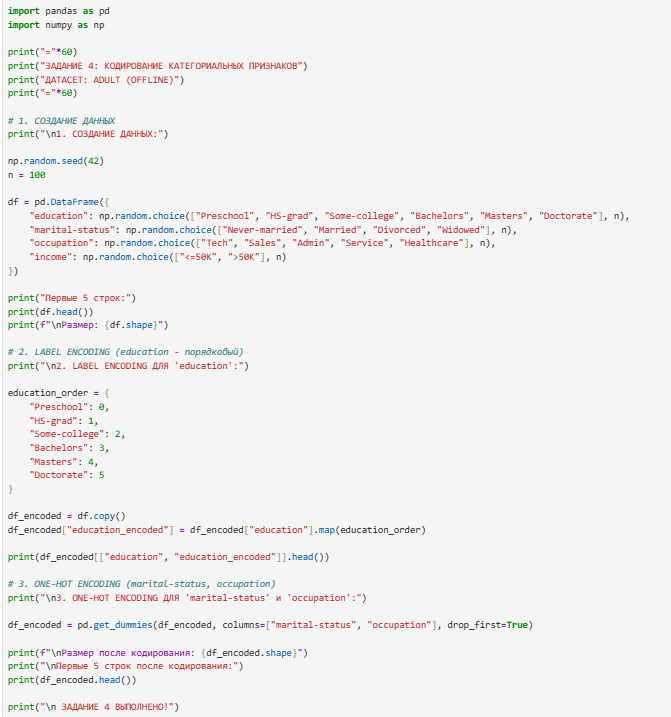 import pandas as pd
import numpy as np

print("="*60)
print("ЗАДАНИЕ 4: КОДИРОВАНИЕ КАТЕГОРИАЛЬНЫХ ПРИЗНАКОВ")
print("ДАТАСЕТ: ADULT (OFFLINE)")
print("="*60)

# 1. СОЗДАНИЕ ДАННЫХ
print("\n1. СОЗДАНИЕ ДАННЫХ:")

np.random.seed(42)
n = 100

df = pd.DataFrame({
    "education": np.random.choice(["Preschool", "HS-grad", "Some-college", "Bachelors", "Masters", "Doctorate"], n),
    "marital-status": np.random.choice(["Never-married", "Married", "Divorced", "Widowed"], n),
    "occupation": np.random.choice(["Tech", "Sales", "Admin", "Service", "Healthcare"], n),
    "income": np.random.choice(["<=50K", ">50K"], n)
})

print("Первые 5 строк:")
print(df.head())
print(f"\nРазмер: {df.shape}")

# 2. LABEL ENCODING (education - порядковый)
print("\n2. LABEL ENCODING ДЛЯ 'education':")

education_order = {
    "Preschool": 0,
    "HS-grad": 1,
    "Some-college": 2,
    "Bachelors": 3,
    "Masters": 4,
    "Doctorate": 5
}

df_encoded = df.copy()
df_encoded["education_encoded"] = df_encoded["education"].map(education_order)

print(df_encoded[["education", "education_encoded"]].head())

# 3. ONE-HOT ENCODING (marital-status, occupation)
print("\n3. ONE-HOT ENCODING ДЛЯ 'marital-status' и 'occupation':")

df_encoded = pd.get_dummies(df_encoded, columns=["marital-status", "occupation"], drop_first=True)

print(f"\nРазмер после кодирования: {df_encoded.shape}")
print("\nПервые 5 строк после кодирования:")
print(df_encoded.head())

print("\n ЗАДАНИЕ 4 ВЫПОЛНЕНО!")